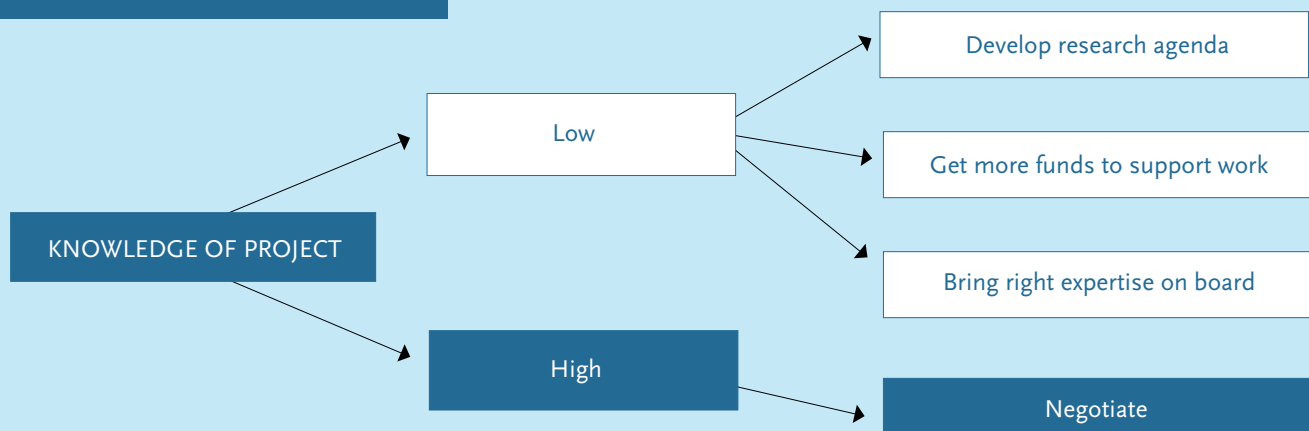 Develop research agenda
Low
Get more funds to support work
KNOWLEDGE OF PROJECT
Bring right expertise on board
High
Negotiate